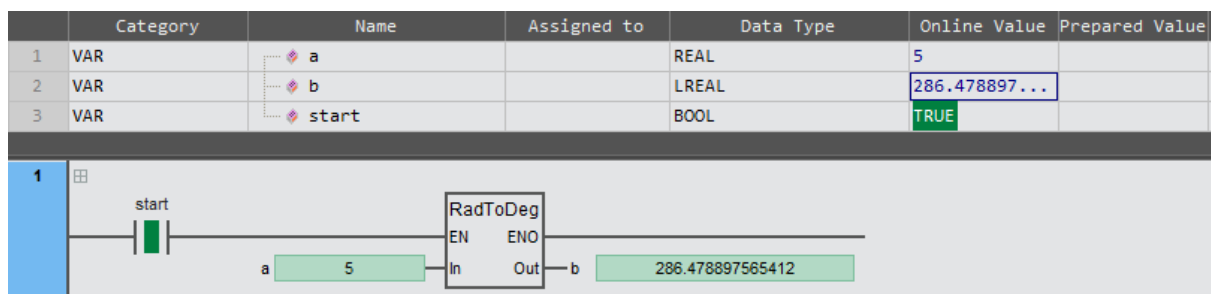 Category Name Assigned to Data Type Online Value Prepared Value
1 VAR a REAL 5
2 VAR b LREAL 286.478897...
3 VAR start BOOL TRUE
1
start
RadToDeg
EN ENO
a 5 In Out b 286.478897565412